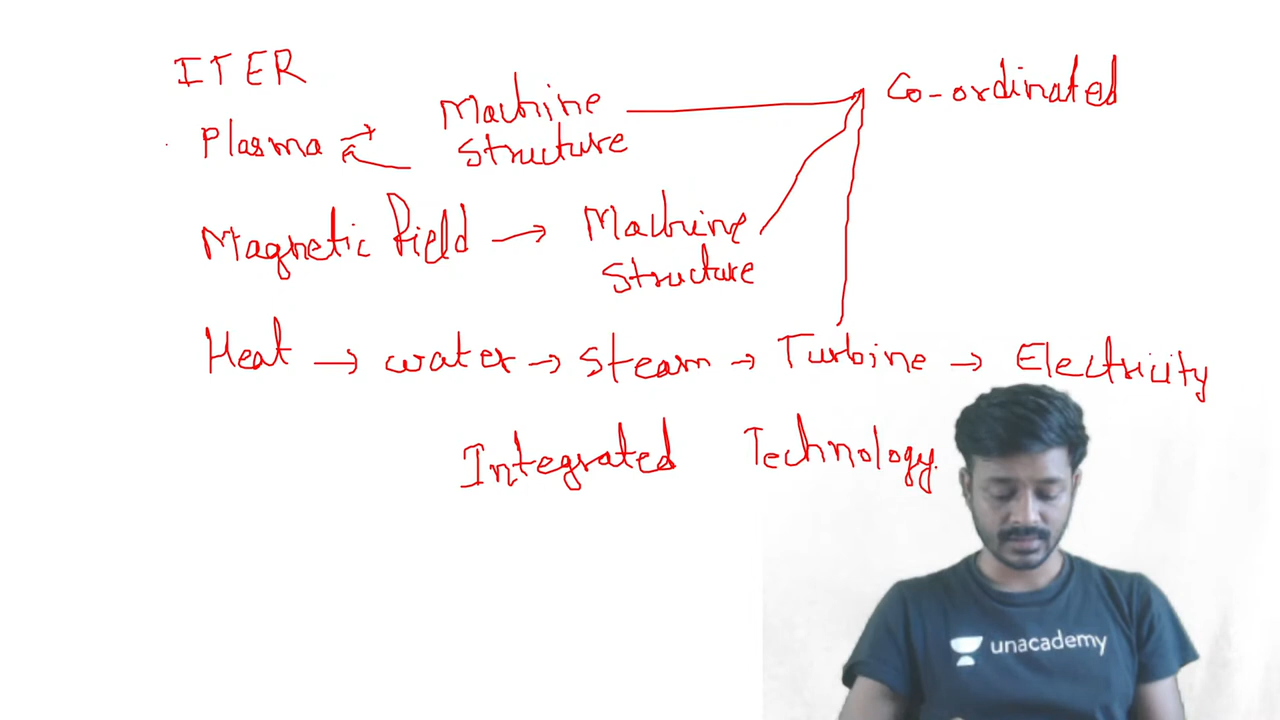 ITER
Machine
Structure
Co-ordinated
Plasma
Magnetic field → Machine
Structure
Heat → water → steam → Turbine → Electricity
Integrated Technology.
unacademy